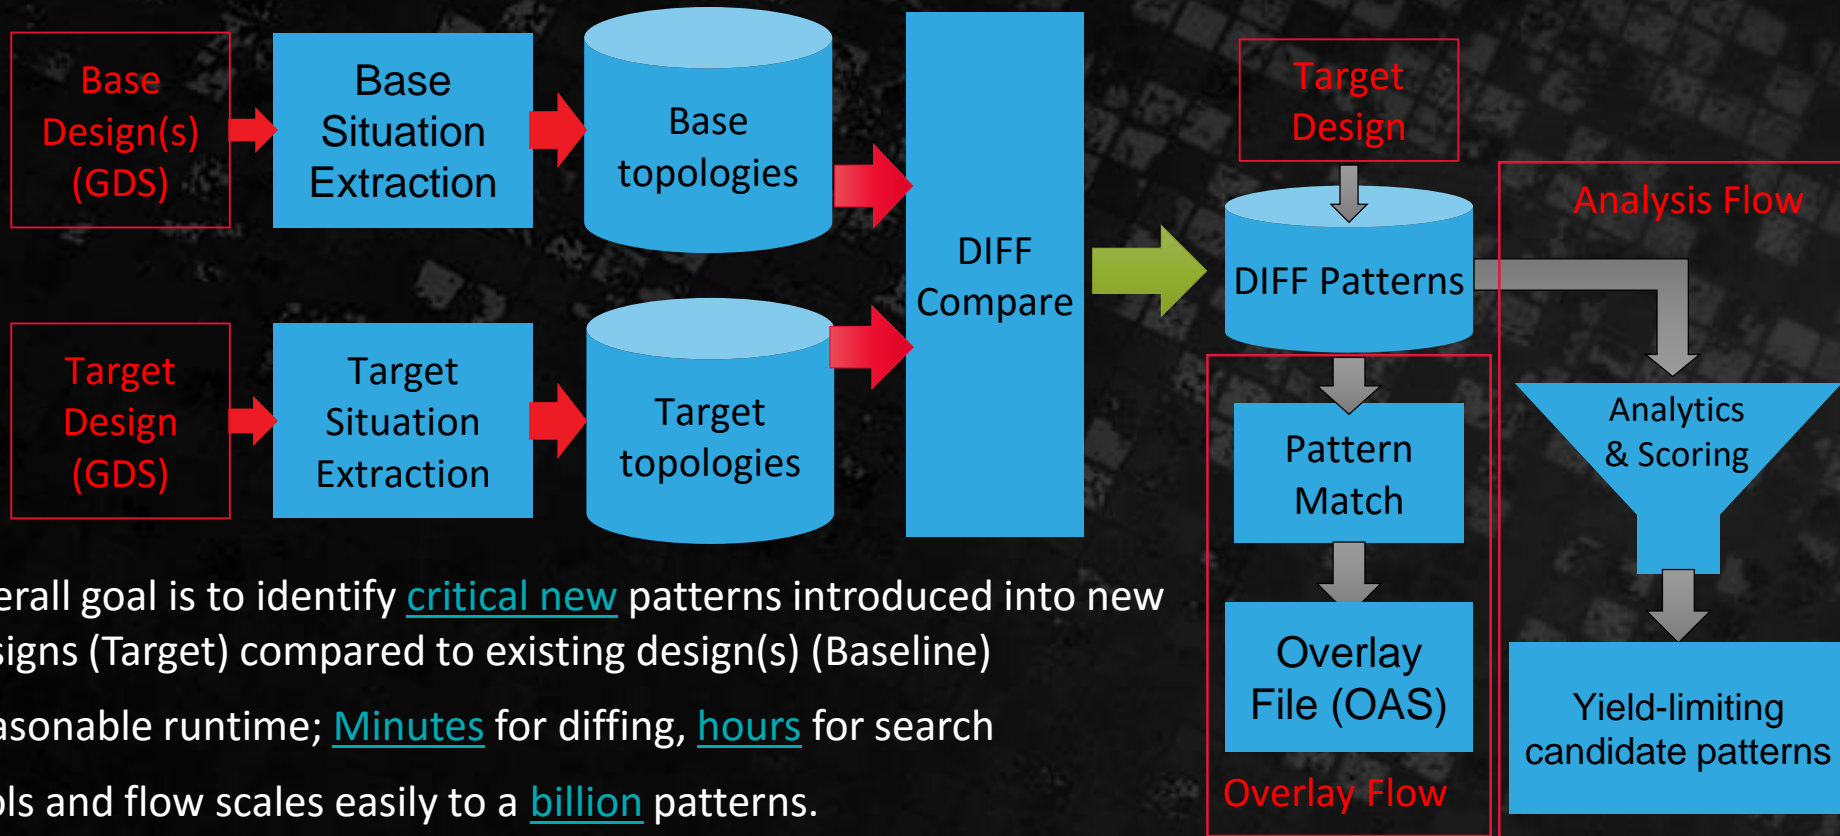 Base
Design(s)
(GDS)
Base
Situation
Extraction
Base
topologies
DIFF
Compare
Target
Design
DIFF Patterns
Analysis Flow
Target
Design
(GDS)
Target
Situation
Extraction
Target
topologies
Pattern
Match
Analytics
& Scoring
Overlay
File (OAS)
Yield-limiting
candidate patterns
Overlay Flow
erall goal is to identify critical new patterns introduced into new
signs (Target) compared to existing design(s) (Baseline)
asonable runtime; Minutes for diffing, hours for search
ols and flow scales easily to a billion patterns.